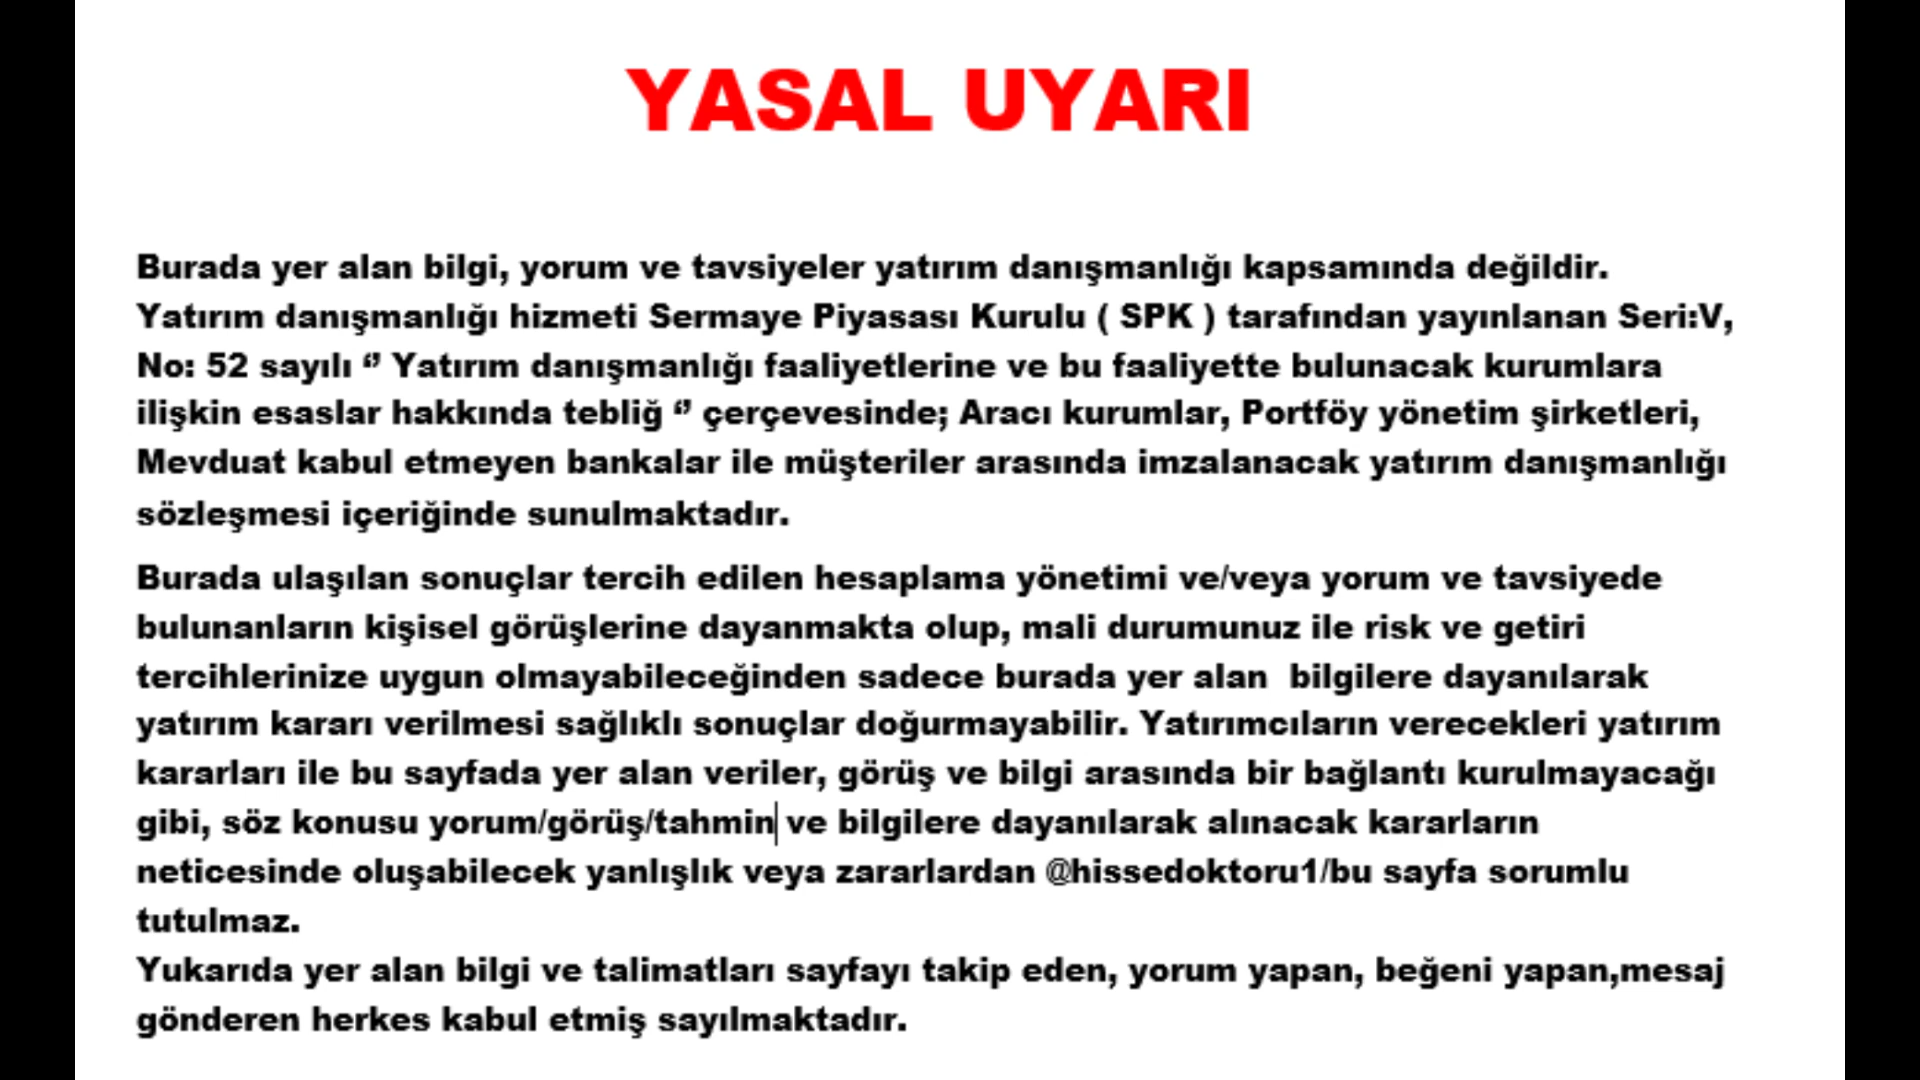 YASAL UYARI
Burada yer alan bilgi, yorum ve tavsiyeler yatırım danışmanlığı kapsamında değildir.
Yatırım danışmanlığı hizmeti Sermaye Piyasası Kurulu ( SPK ) tarafından yayınlanan Seri:V,
No: 52 sayılı ‘’ Yatırım danışmanlığı faaliyetlerine ve bu faaliyette bulunacak kurumlara
ilişkin esaslar hakkında tebliğ ‘’ çerçevesinde; Aracı kurumlar, Portföy yönetim şirketleri,
Mevduat kabul etmeyen bankalar ile müşteriler arasında imzalanacak yatırım danışmanlığı
sözleşmesi içeriğinde sunulmaktadır.
Burada ulaşılan sonuçlar tercih edilen hesaplama yönetimi ve/veya yorum ve tavsiyede
bulunanların kişisel görüşlerine dayanmakta olup, mali durumunuz ile risk ve getiri
tercihlerinize uygun olmayabileceğinden sadece burada yer alan  bilgilere dayanılarak
yatırım kararı verilmesi sağlıklı sonuçlar doğurmayabilir. Yatırımcıların verecekleri yatırım
kararları ile bu sayfada yer alan veriler, görüş ve bilgi arasında bir bağlantı kurulmayacağı
gibi, söz konusu yorum/görüş/tahmin ve bilgilere dayanılarak alınacak kararların
neticesinde oluşabilecek yanlışlık veya zararlardan @hissedoktoru1/bu sayfa sorumlu
tutulmaz.
Yukarıda yer alan bilgi ve talimatları sayfayı takip eden, yorum yapan, beğeni yapan,mesaj
gönderen herkes kabul etmiş sayılmaktadır.